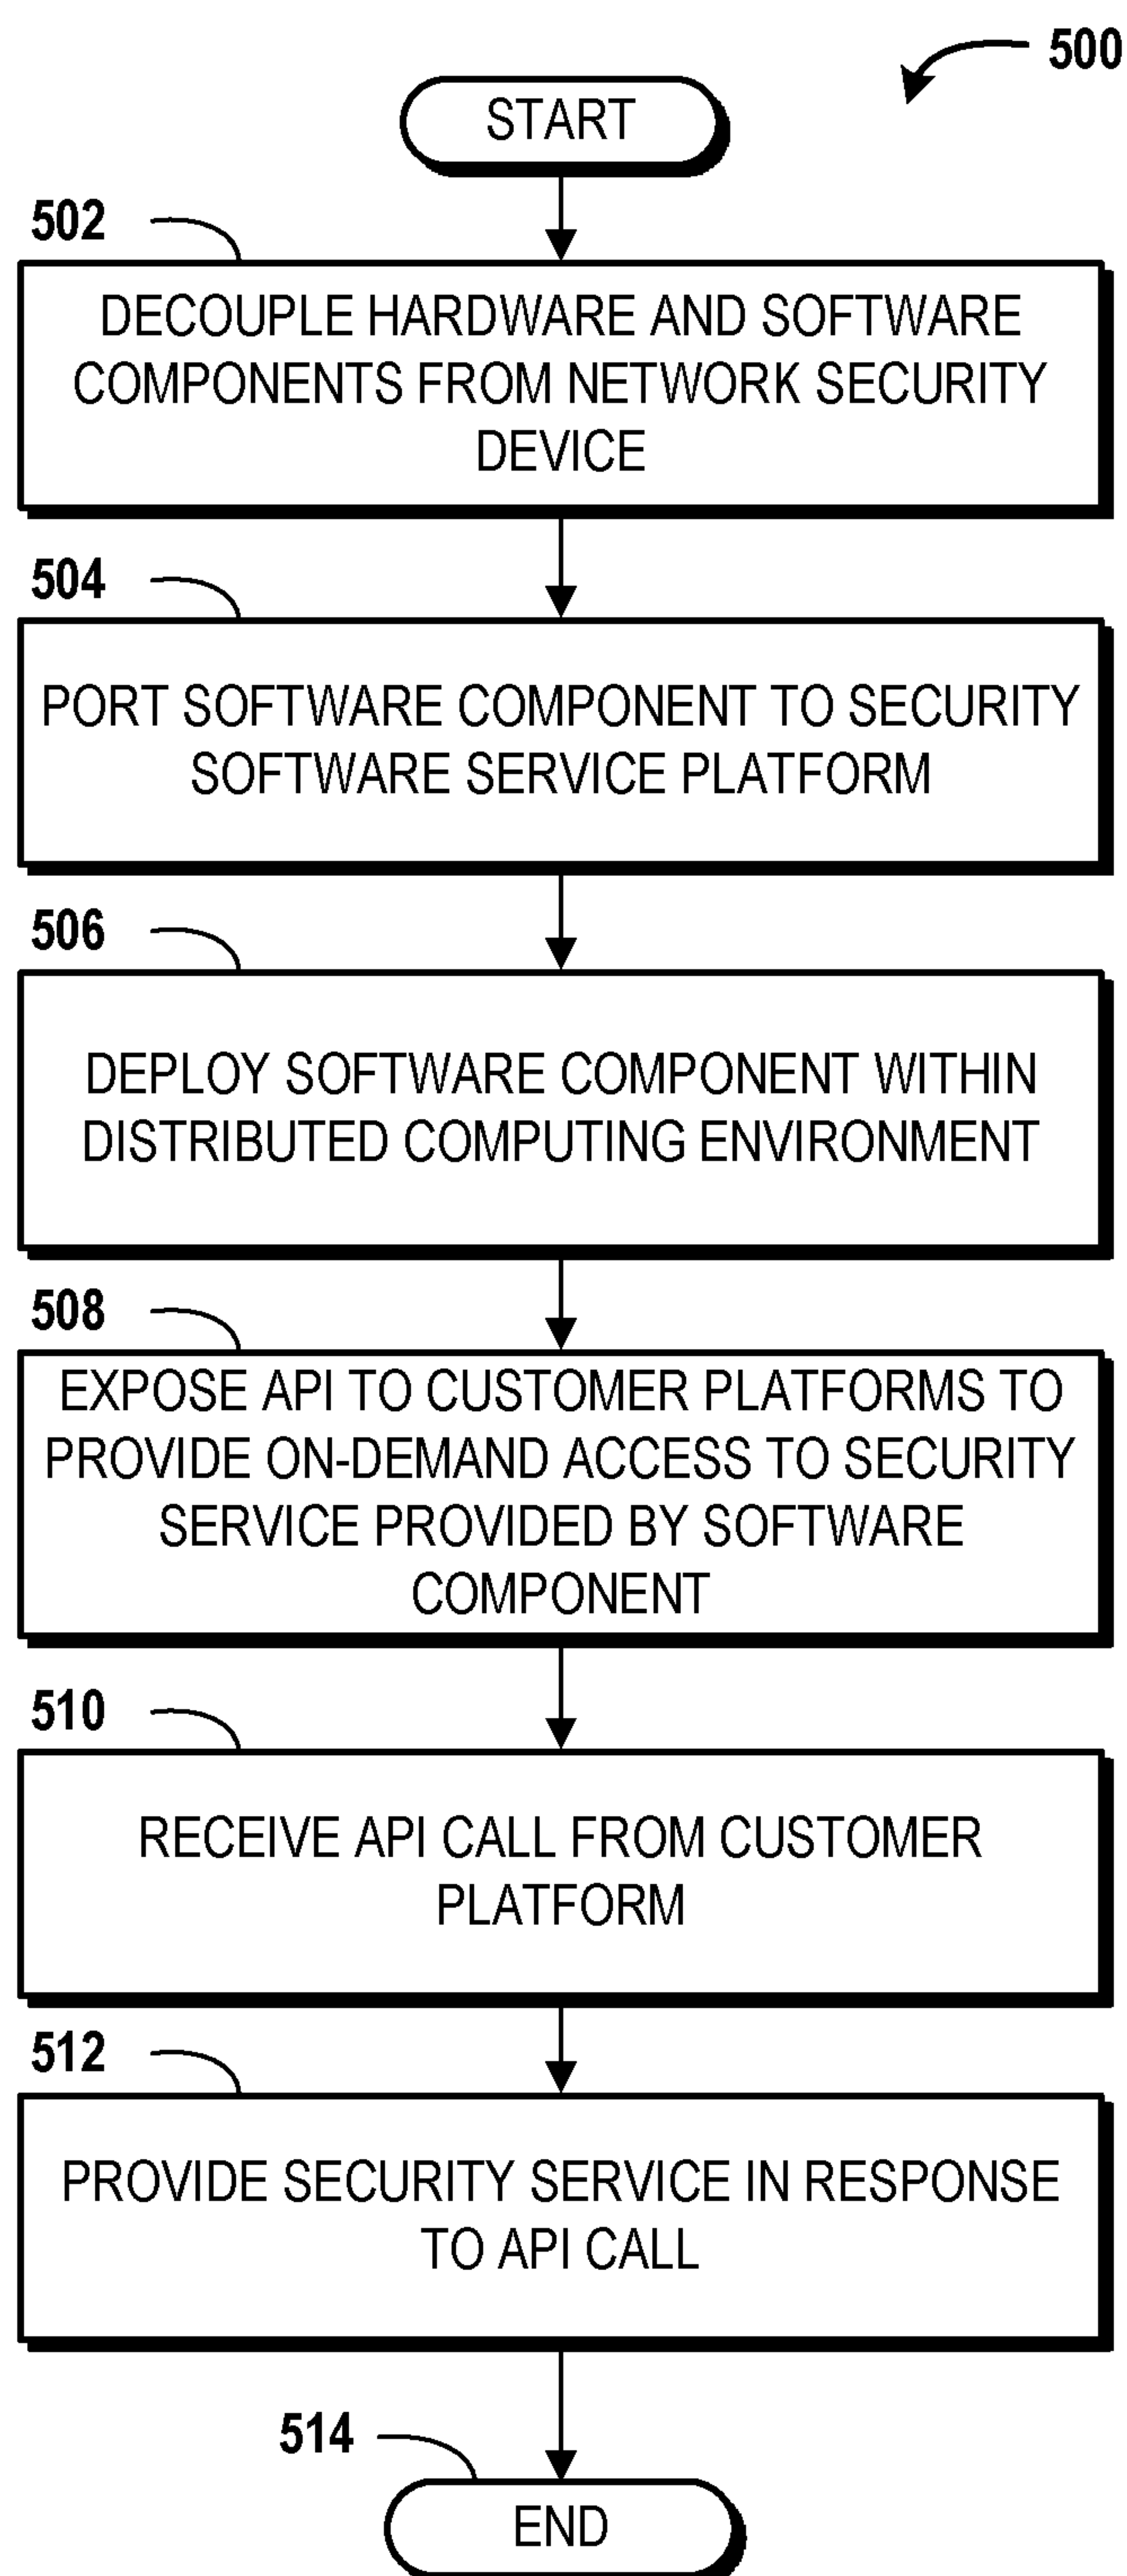 500
START
502
DECOUPLE HARDWARE AND SOFTWARE
COMPONENTS FROM NETWORK SECURITY
DEVICE
504
PORT SOFTWARE COMPONENT TO SECURITY
SOFTWARE SERVICE PLATFORM
506
DEPLOY SOFTWARE COMPONENT WITHIN
DISTRIBUTED COMPUTING ENVIRONMENT
508
EXPOSE API TO CUSTOMER PLATFORMS TO
PROVIDE ON-DEMAND ACCESS TO SECURITY
SERVICE PROVIDED BY SOFTWARE
COMPONENT
510
RECEIVE API CALL FROM CUSTOMER
PLATFORM
512
PROVIDE SECURITY SERVICE IN RESPONSE
TO API CALL
514
END